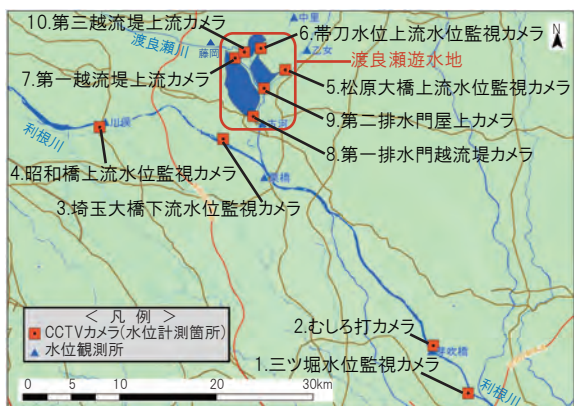 10.第三越流堤上流カメラ
6.帯刀水位上流水位監視カメラ
中里
乙女
渡良瀬川
藤岡
渡良瀬遊水地
7.第一越流堤上流カメラ
5.松原大橋上流水位監視カメラ
9.第二排水門屋上カメラ
古河
8.第一排水門越流堤カメラ
川俣
利根川
4.昭和橋上流水位監視カメラ
栗橋
3.埼玉大橋下流水位監視カメラ
N
<凡 例>
CCTVカメラ(水位計測箇所)
水位観測所
2.むしろ打カメラ
芽吹橋
1.三ツ堀水位監視カメラ
利根川
0 10 20 30km